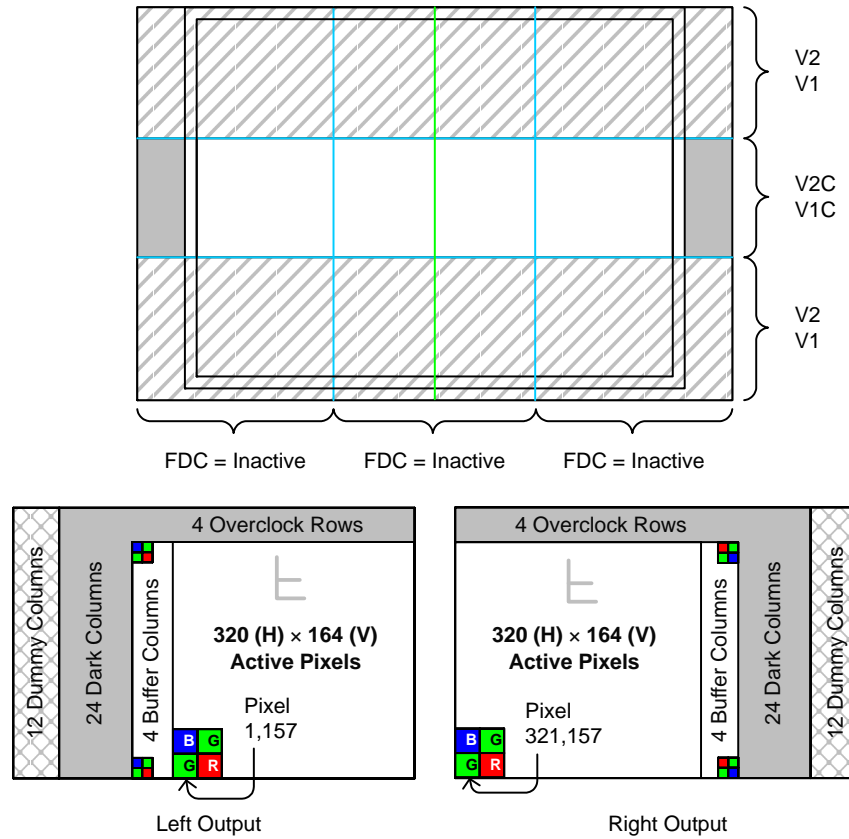 V2
V1
V2C
V1C
V2
V1
FDC = Inactive
FDC = Inactive
FDC = Inactive
12 Dummy Columns
24 Dark Columns
4 Overclock Rows
4 Buffer Columns
320 (H) × 164 (V)
Active Pixels
Pixel
1,157
B G
G R
Left Output
4 Overclock Rows
320 (H) × 164 (V)
Active Pixels
Pixel
321,157
B G
G R
4 Buffer Columns
24 Dark Columns
12 Dummy Columns
Right Output